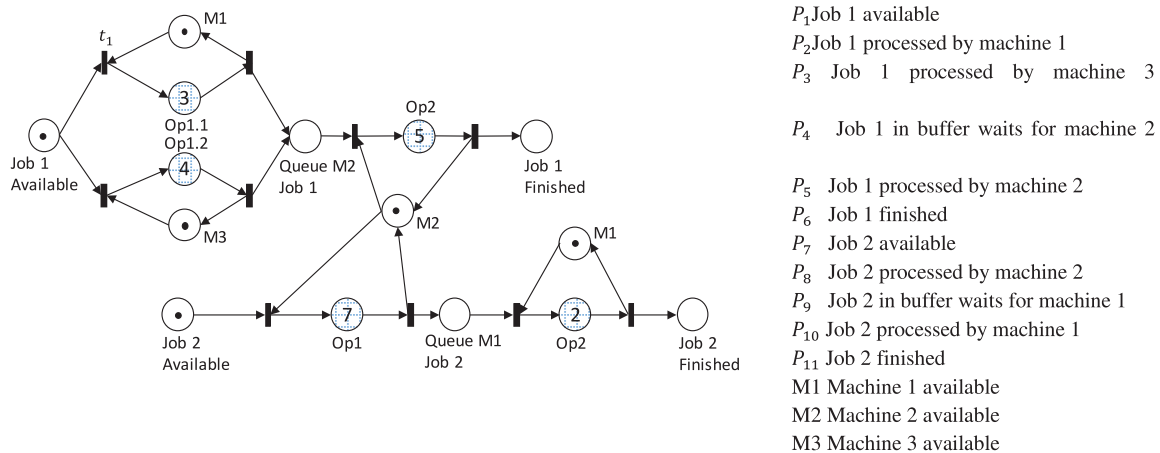 M1
t₁
3
Op1.1
Op1.2
4
M3
Job 1
Available
Queue M2
Job 1
Op2
5
Job 1
Finished
M2
M1
7
2
Job 2
Available
Op1
Queue M1
Job 2
Op2
Job 2
Finished
P₁Job 1 available
P₂Job 1 processed by machine 1
P₃ Job 1 processed by machine 3
P₄ Job 1 in buffer waits for machine 2
P₅ Job 1 processed by machine 2
P₆ Job 1 finished
P₇ Job 2 available
P₈ Job 2 processed by machine 2
P₉ Job 2 in buffer waits for machine 1
P₁₀ Job 2 processed by machine 1
P₁₁ Job 2 finished
M1 Machine 1 available
M2 Machine 2 available
M3 Machine 3 available